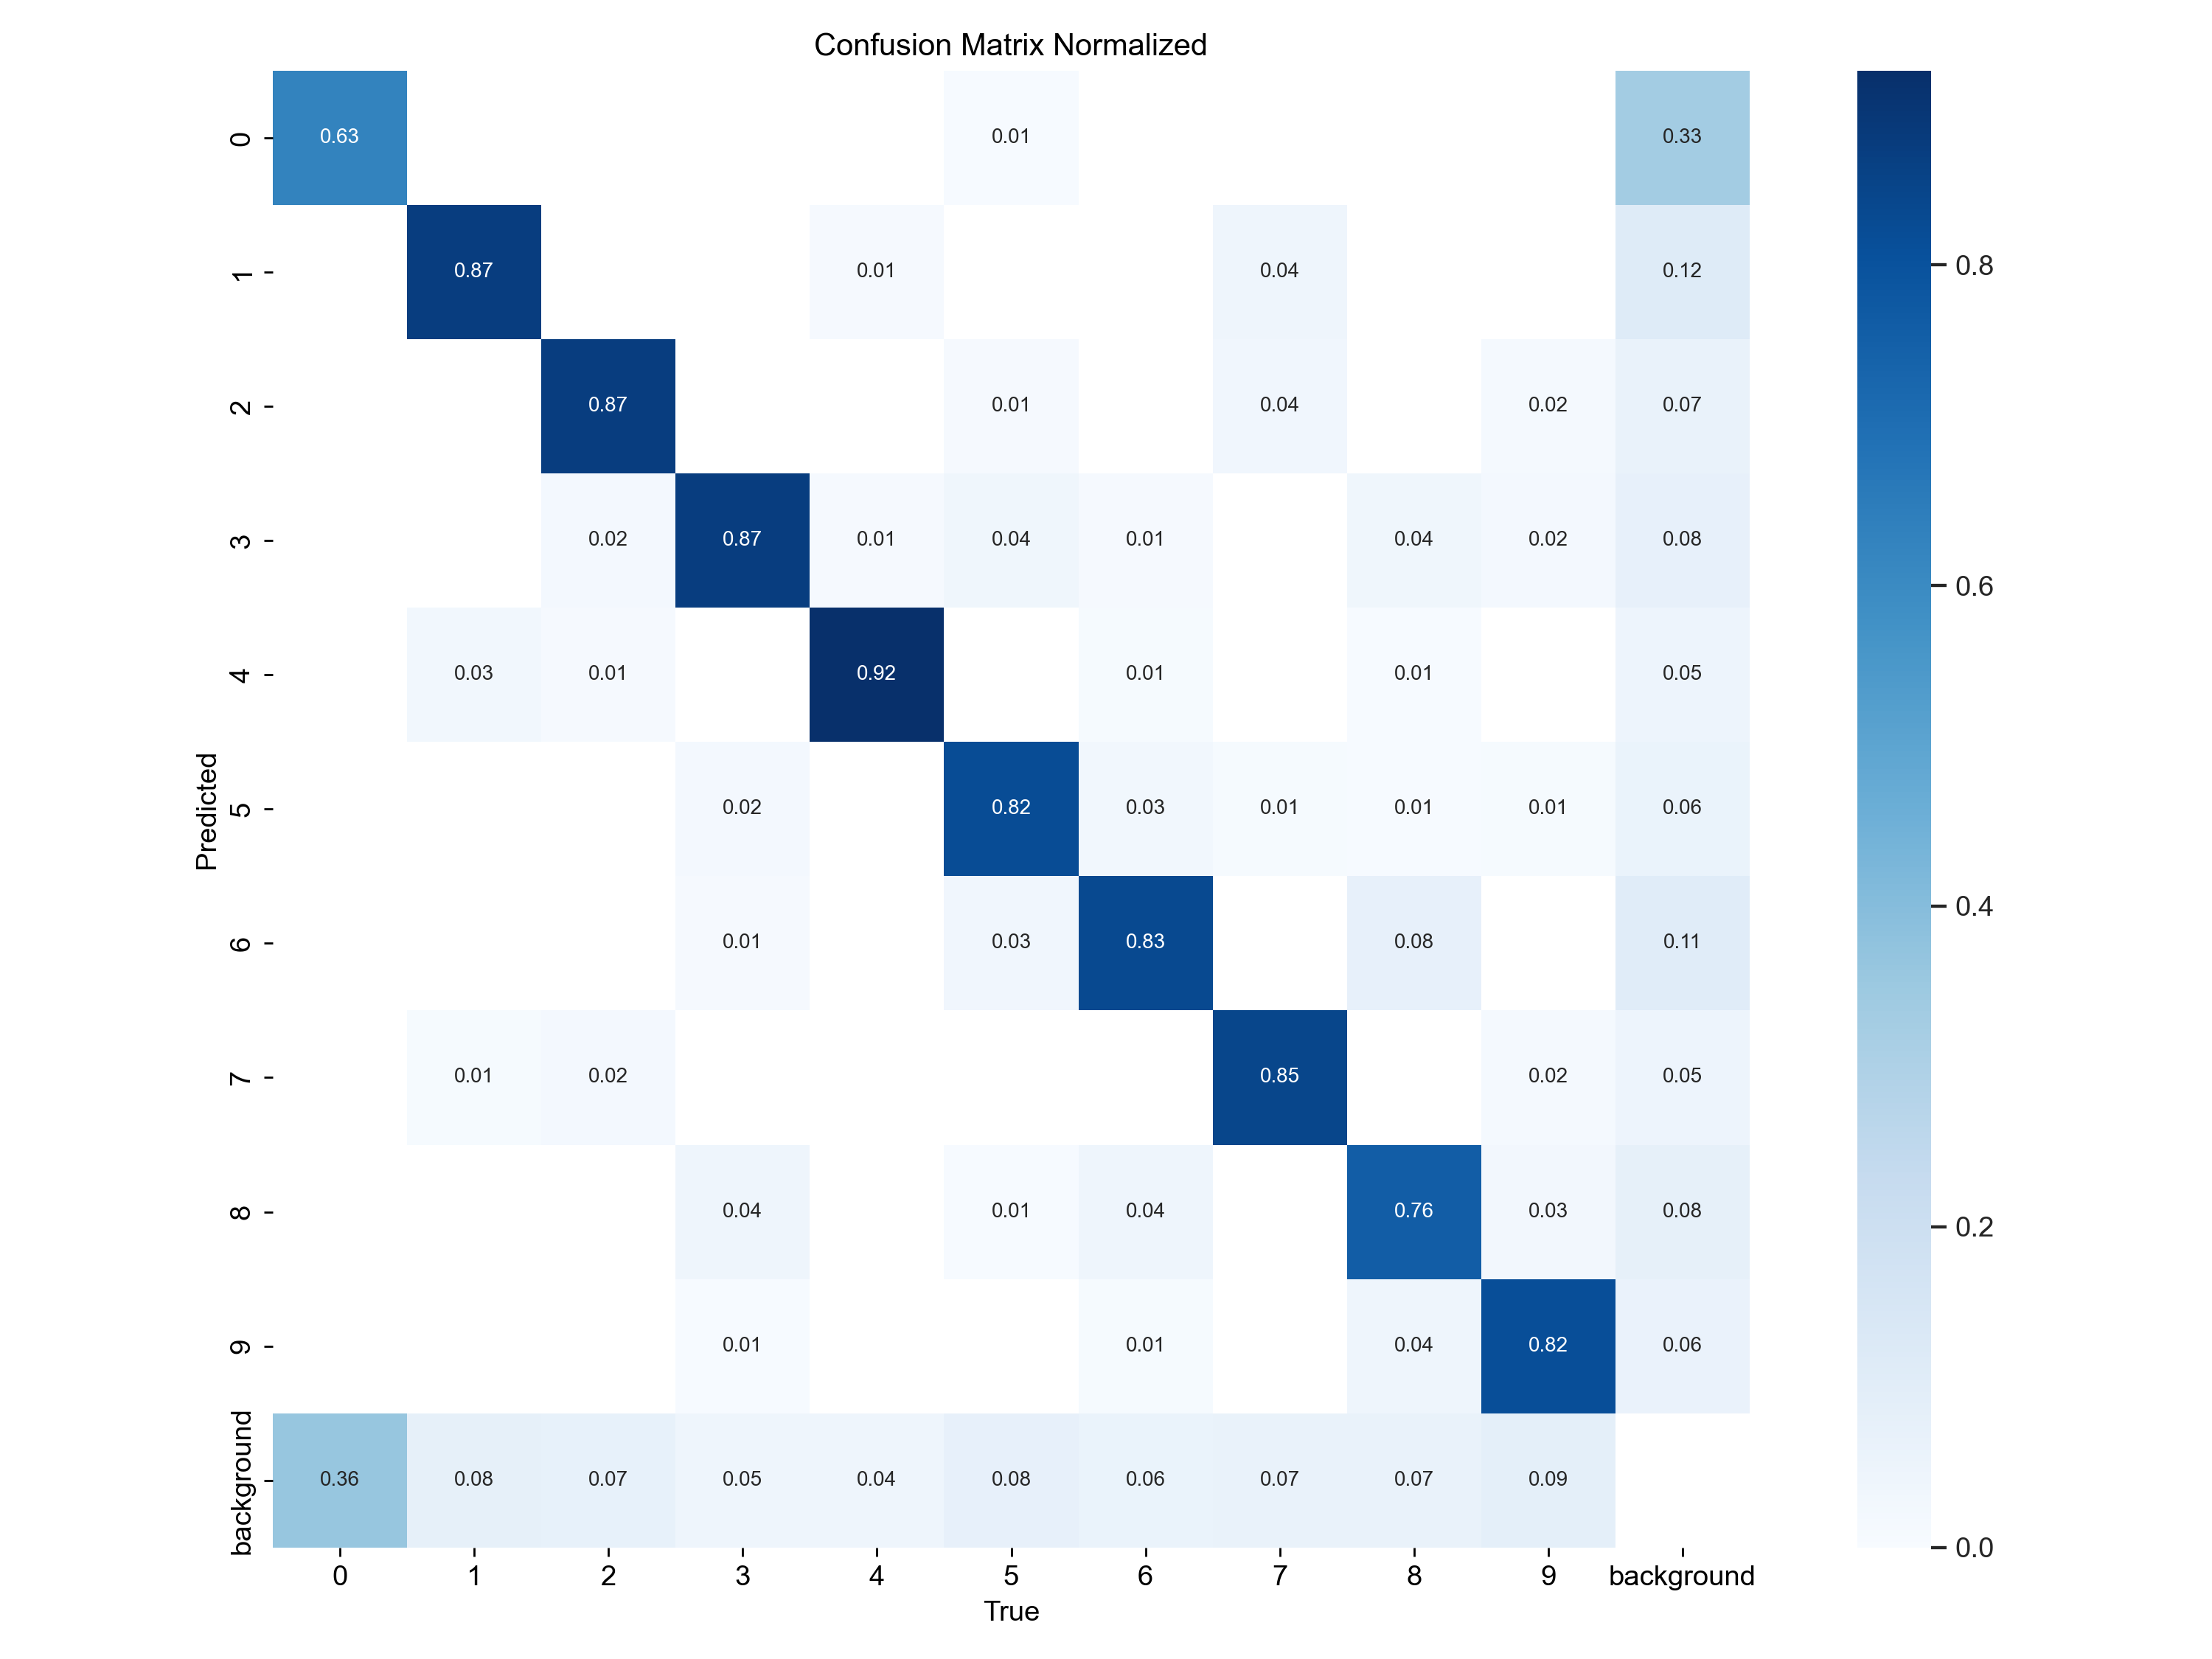 Confusion Matrix Normalized
0 0.63 0.01 0.33
1 0.87 0.01 0.04 0.12
2 0.87 0.01 0.04 0.02 0.07
3 0.02 0.87 0.01 0.04 0.01 0.04 0.02 0.08
4 0.03 0.01 0.92 0.01 0.01 0.05
5 0.02 0.82 0.03 0.01 0.01 0.01 0.06
6 0.01 0.03 0.83 0.08 0.11
7 0.01 0.02 0.85 0.02 0.05
8 0.04 0.01 0.04 0.76 0.03 0.08
9 0.01 0.01 0.04 0.82 0.06
background 0.36 0.08 0.07 0.05 0.04 0.08 0.06 0.07 0.07 0.09
0 1 2 3 4 5 6 7 8 9 background
True
Predicted
0.8
0.6
0.4
0.2
0.0